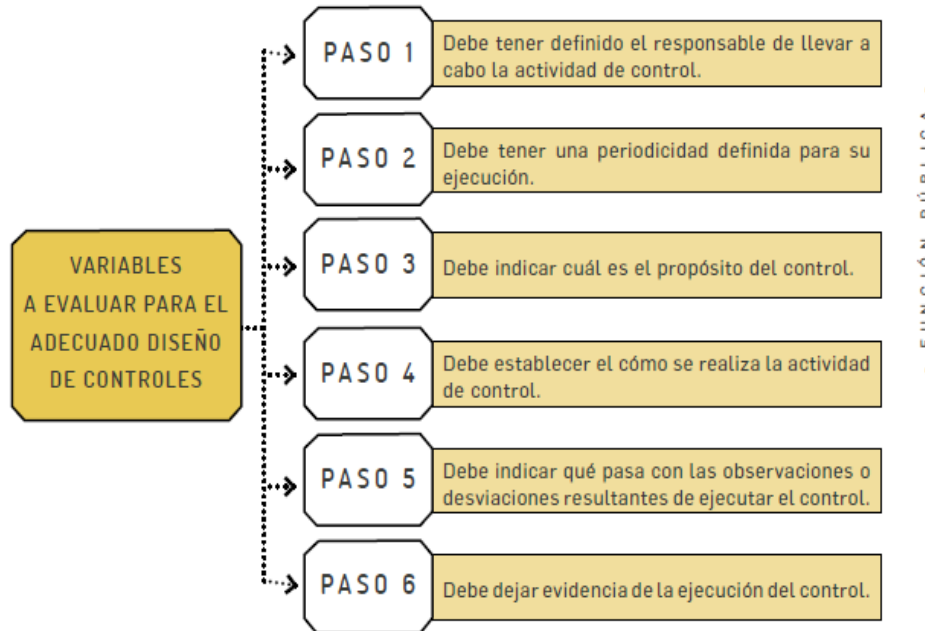 PASO 1
Debe tener definido el responsable de llevar a
cabo la actividad de control.
PASO 2
Debe tener una periodicidad definida para su
ejecución.
VARIABLES
A EVALUAR PARA EL
ADECUADO DISEÑO
DE CONTROLES
PASO 3
Debe indicar cuál es el propósito del control.
PASO 4
Debe establecer el cómo se realiza la actividad
de control.
PASO 5
Debe indicar qué pasa con las observaciones o
desviaciones resultantes de ejecutar el control.
PASO 6
Debe dejar evidencia de la ejecución del control.